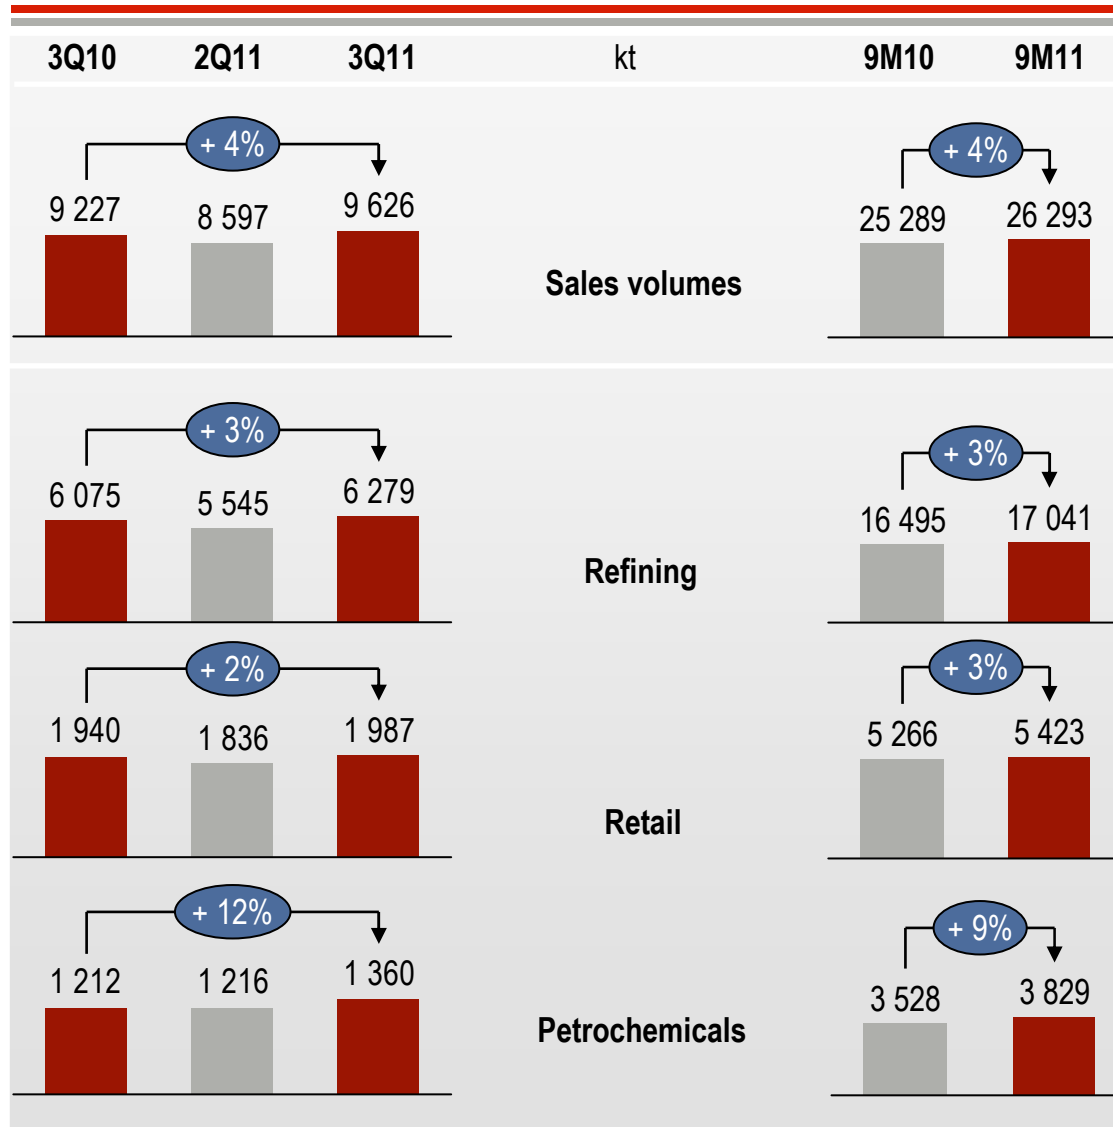 3Q10 2Q11 3Q11 kt 9M10 9M11
+ 4% + 4%
9 227 8 597 9 626 25 289 26 293
Sales volumes
+ 3% + 3%
6 075 5 545 6 279 16 495 17 041
Refining
+ 2% + 3%
1 940 1 836 1 987 5 266 5 423
Retail
+ 12% + 9%
1 212 1 216 1 360 3 528 3 829
Petrochemicals